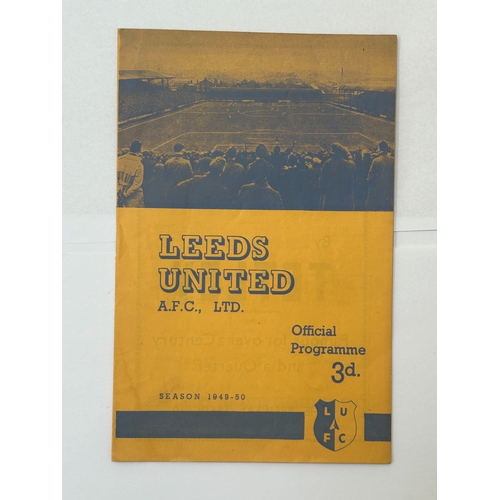 LEEDS
UNITED
A.F.C., LTD.
Official
Programme
3d.
SEASON 1949-50
L U
A
F C